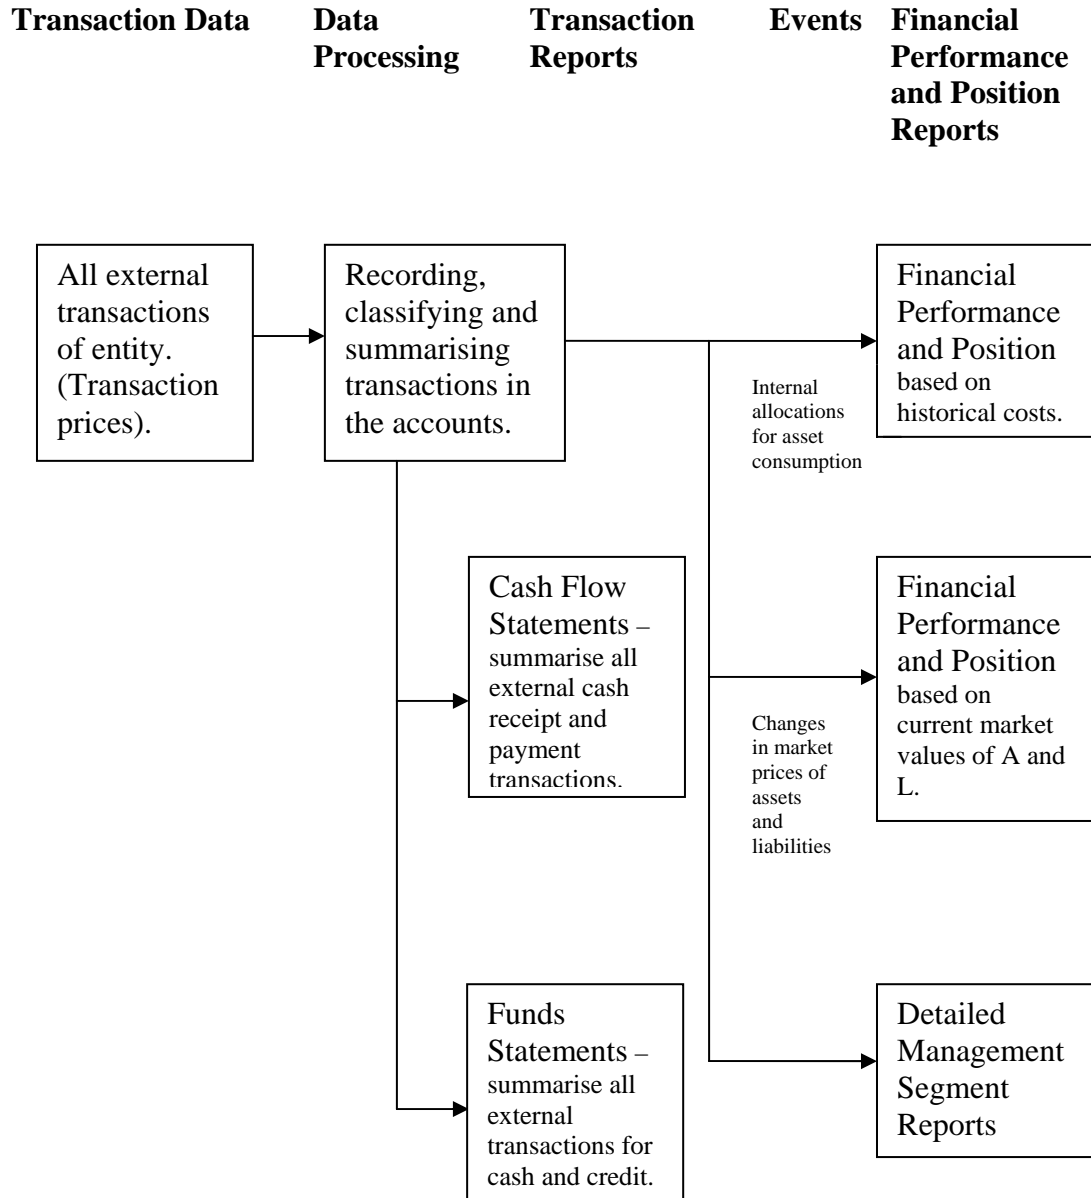 Transaction Data
Data
Processing
Transaction
Reports
Events
Financial
Performance
and Position
Reports
All external
transactions
of entity.
(Transaction
prices).
Recording,
classifying and
summarising
transactions in
the accounts.
Internal
allocations
for asset
consumption
Financial
Performance
and Position
based on
historical costs.
Cash Flow
Statements –
summarise all
external cash
receipt and
payment
transactions.
Changes
in market
prices of
assets
and
liabilities
Financial
Performance
and Position
based on
current market
values of A and
L.
Funds
Statements –
summarise all
external
transactions for
cash and credit.
Detailed
Management
Segment
Reports